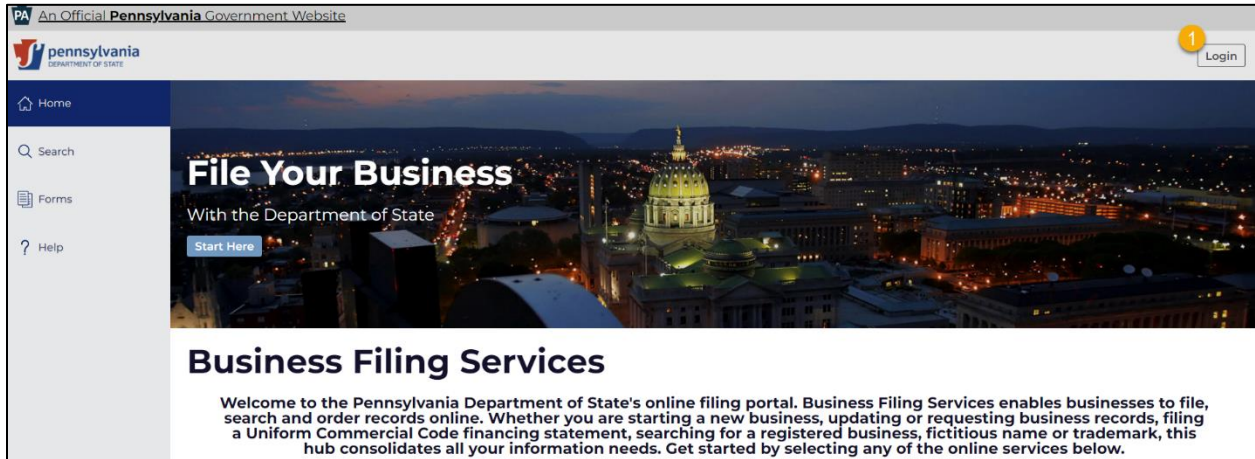 PA An Official Pennsylvania Government Website
pennsylvania
DEPARTMENT OF STATE
1
Login
Home
Search
Forms
? Help
File Your Business
With the Department of State
Start Here
Business Filing Services
Welcome to the Pennsylvania Department of State's online filing portal. Business Filing Services enables businesses to file,
search and order records online. Whether you are starting a new business, updating or requesting business records, filing
a Uniform Commercial Code financing statement, searching for a registered business, fictitious name or trademark, this
hub consolidates all your information needs. Get started by selecting any of the online services below.